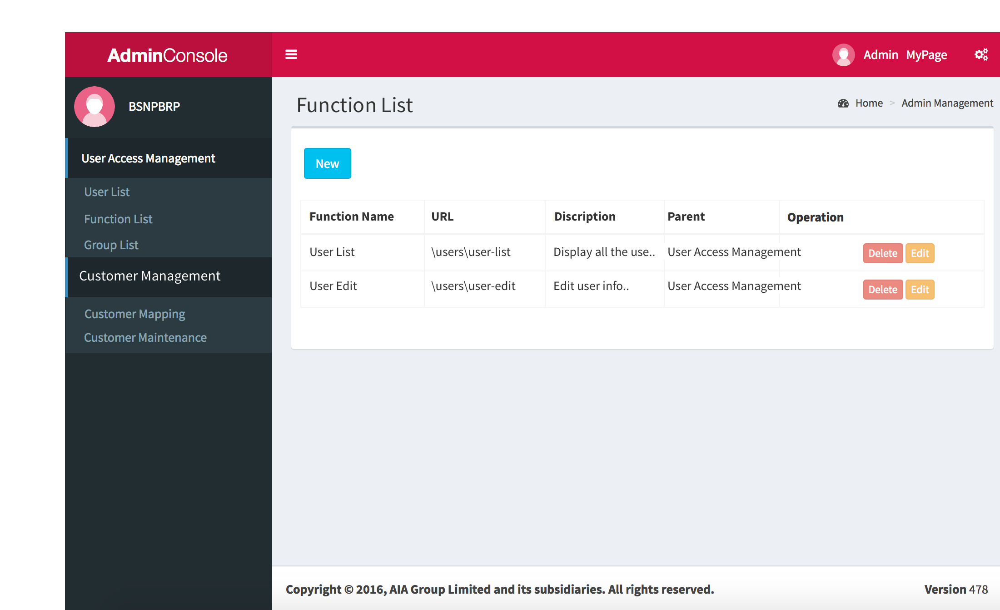 AdminConsole
Admin MyPage
BSNPBRP
User Access Management
User List
Function List
Group List
Customer Management
Customer Mapping
Customer Maintenance
Function List
Home > Admin Management
New
Function Name URL Discription Parent Operation
User List \users\user-list Display all the use.. User Access Management Delete Edit
User Edit \users\user-edit Edit user info.. User Access Management Delete Edit
Copyright © 2016, AIA Group Limited and its subsidiaries. All rights reserved. Version 478